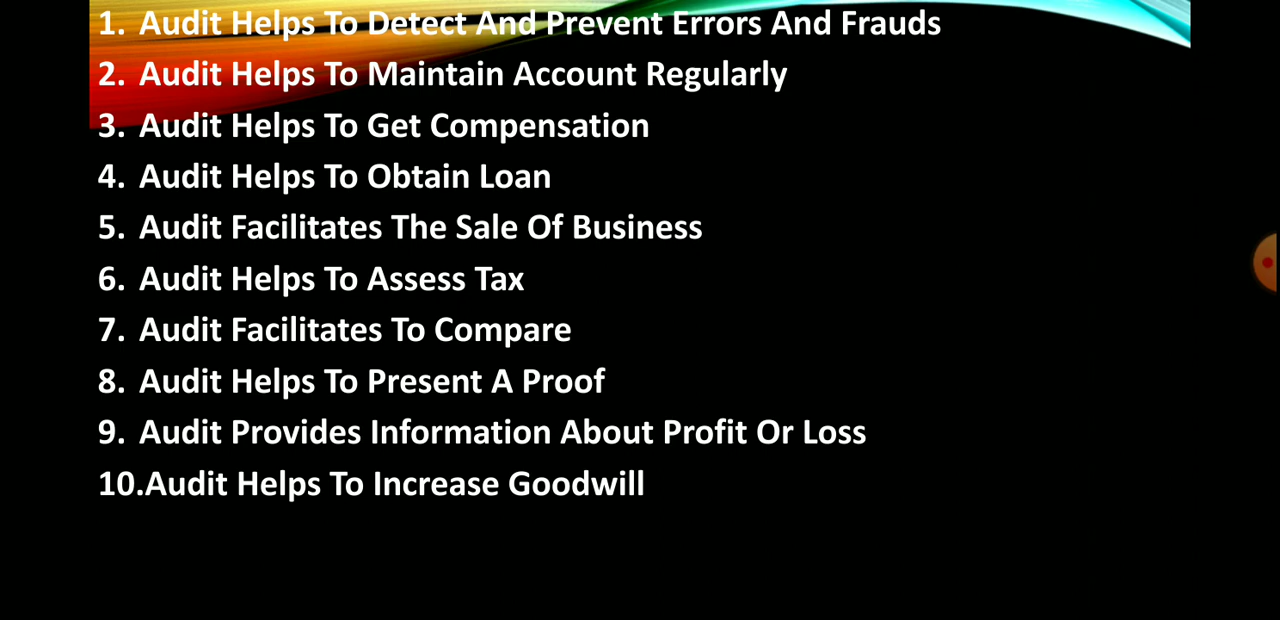 1. Audit Helps To Detect And Prevent Errors And Frauds
2. Audit Helps To Maintain Account Regularly
3. Audit Helps To Get Compensation
4. Audit Helps To Obtain Loan
5. Audit Facilitates The Sale Of Business
6. Audit Helps To Assess Tax
7. Audit Facilitates To Compare
8. Audit Helps To Present A Proof
9. Audit Provides Information About Profit Or Loss
10.Audit Helps To Increase Goodwill